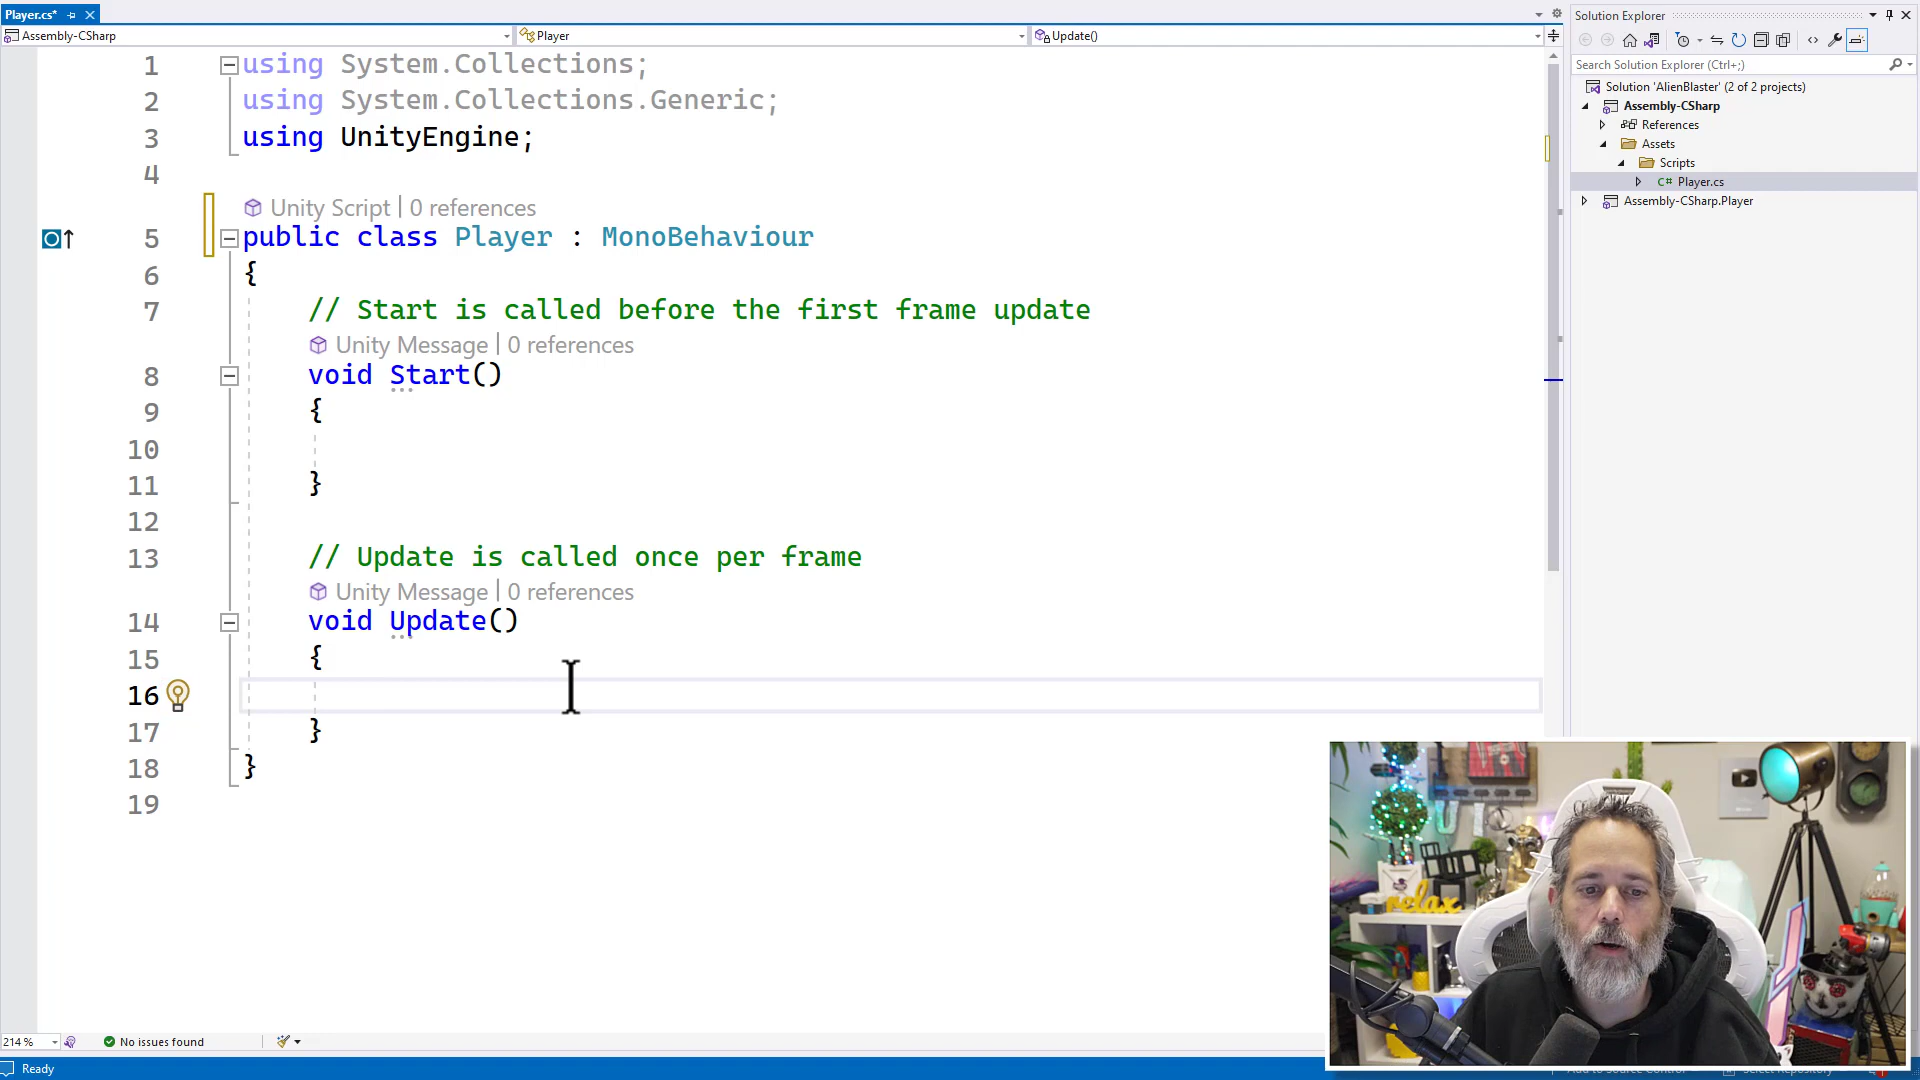 Player.cs*
Assembly-CSharp
Player
Update()
1 using System.Collections;
2 using System.Collections.Generic;
3 using UnityEngine;
4
Unity Script | 0 references
5 public class Player : MonoBehaviour
6 {
7 // Start is called before the first frame update
Unity Message | 0 references
8 void Start()
9 {
10
11 }
12
13 // Update is called once per frame
Unity Message | 0 references
14 void Update()
15 {
16
17 }
18 }
19
214 %
No issues found
Ready
Solution Explorer
Search Solution Explorer (Ctrl+;)
Solution 'AlienBlaster' (2 of 2 projects)
Assembly-CSharp
References
Assets
Scripts
C# Player.cs
Assembly-CSharp.Player
relax